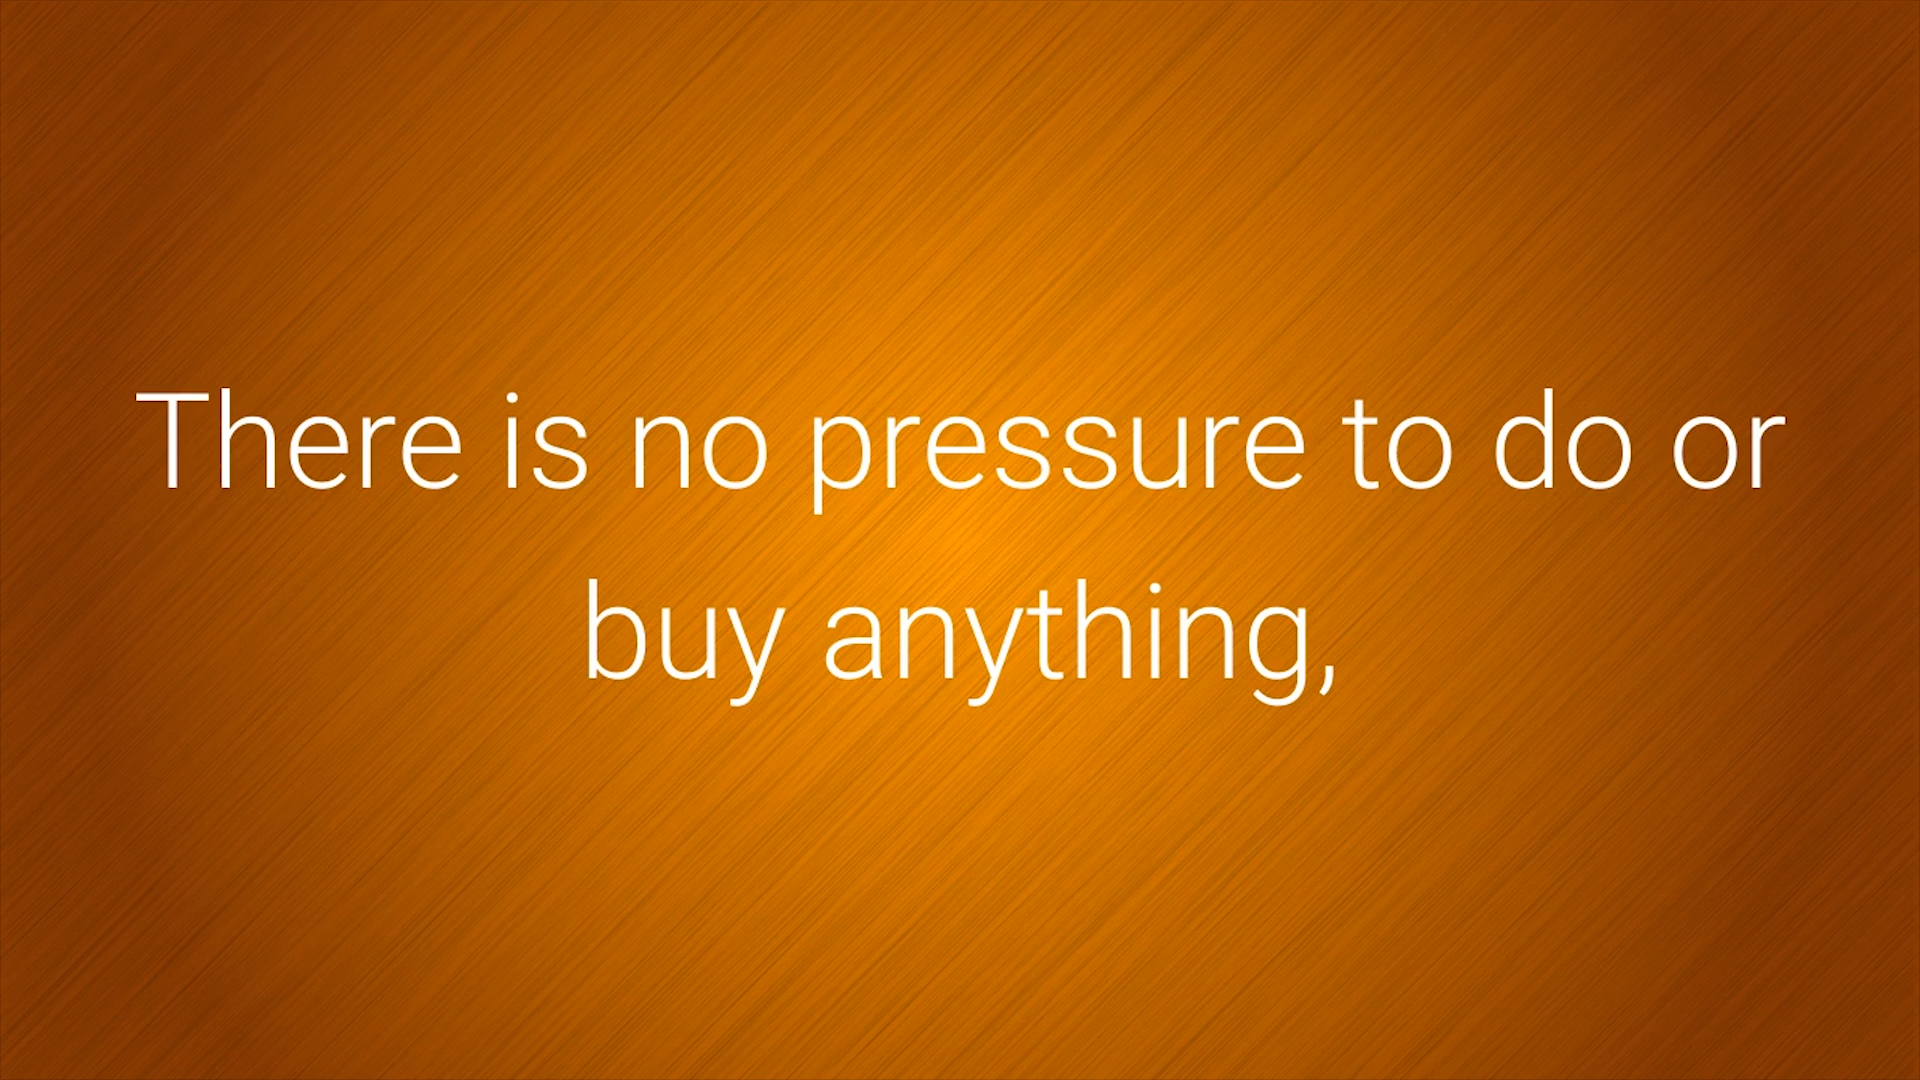 There is no pressure to do or
buy anything,